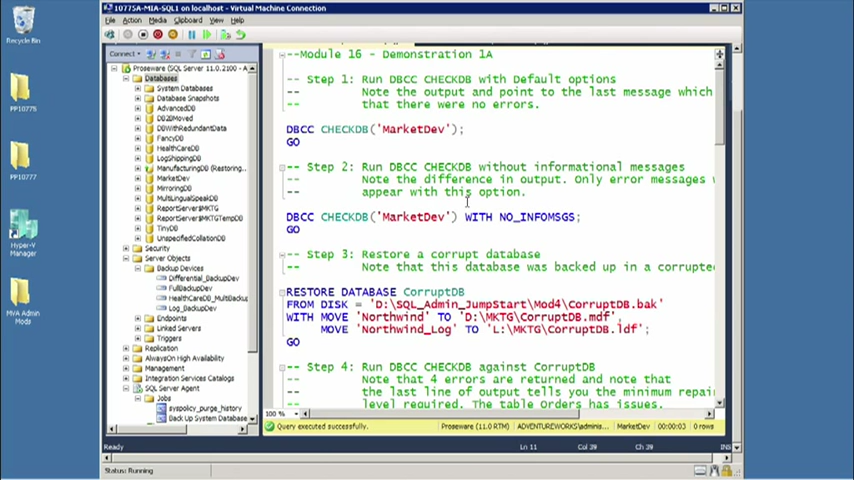 10775A-MIA-SQL1 on localhost - Virtual Machine Connection
File Action Media Clipboard View Help
Recycle Bin
PP10775
PP10777
Hyper-V
Manager
MVA Admin
Mods
Connect
Proseware (SQL Server 11.0.2100 - Prosewar
Databases
System Databases
Database Snapshots
AdvancedDB
DB2BMoved
DBWithRedundantData
FancyDB
HealthCareDB
LogShippingDB
ManufacturingDB (Restoring...
MarketDev
MirroringDB
MultiLingualSpeakDB
ReportServer$MKTG
ReportServer$MKTGTempDB
TinyDB
UnspecifiedCollationDB
Security
Server Objects
Backup Devices
Differential_BackupDev
FullBackupDev
HealthCareDB_MultiBackup
Log_BackupDev
Endpoints
Linked Servers
Triggers
Replication
AlwaysOn High Availability
Management
Integration Services Catalogs
SQL Server Agent
Jobs
syspolicy_purge_history
Back Up System Database
--Module 16 - Demonstration 1A
-- Step 1: Run DBCC CHECKDB with Default options
-- Note the output and point to the last message which
-- that there were no errors.
DBCC CHECKDB('MarketDev');
GO
-- Step 2: Run DBCC CHECKDB without informational messages
-- Note the difference in output. Only error messages w
-- appear with this option.
DBCC CHECKDB('MarketDev') WITH NO_INFOMSGS;
GO
-- Step 3: Restore a corrupt database
-- Note that this database was backed up in a corrupted
RESTORE DATABASE CorruptDB
FROM DISK = 'D:\SQL_Admin_JumpStart\Mod4\CorruptDB.bak'
WITH MOVE 'Northwind' TO 'D:\MKTG\CorruptDB.mdf',
MOVE 'Northwind_Log' TO 'L:\MKTG\CorruptDB.ldf';
GO
-- Step 4: Run DBCC CHECKDB against CorruptDB
-- Note that 4 errors are returned and note that
-- the last line of output tells you the minimum repai
-- level required. The table Orders has issues.
100 %
Query executed successfully. Proseware (11.0 RTM) ADVENTUREWORKS\adminis... MarketDev 00:00:03 0 rows
Ready Ln 11 Col 39 Ch 39 INS
Status: Running